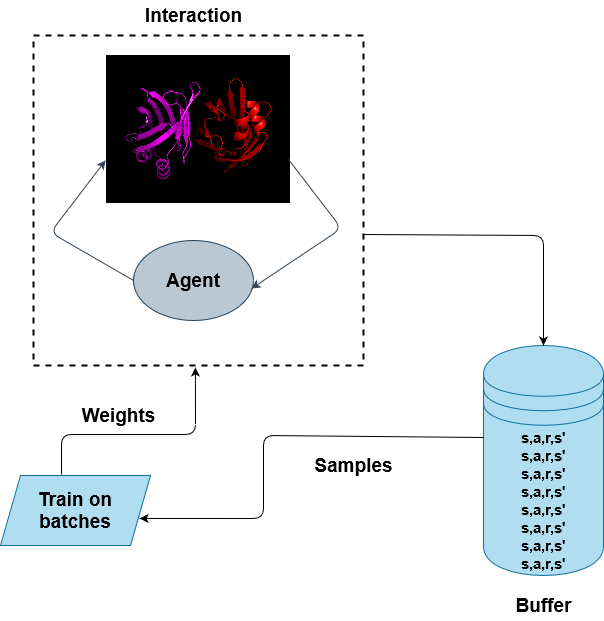 Interaction
Agent
Weights
Samples
Train on
batches
s,a,r,s'
s,a,r,s'
s,a,r,s'
s,a,r,s'
s,a,r,s'
s,a,r,s'
s,a,r,s'
s,a,r,s'
Buffer